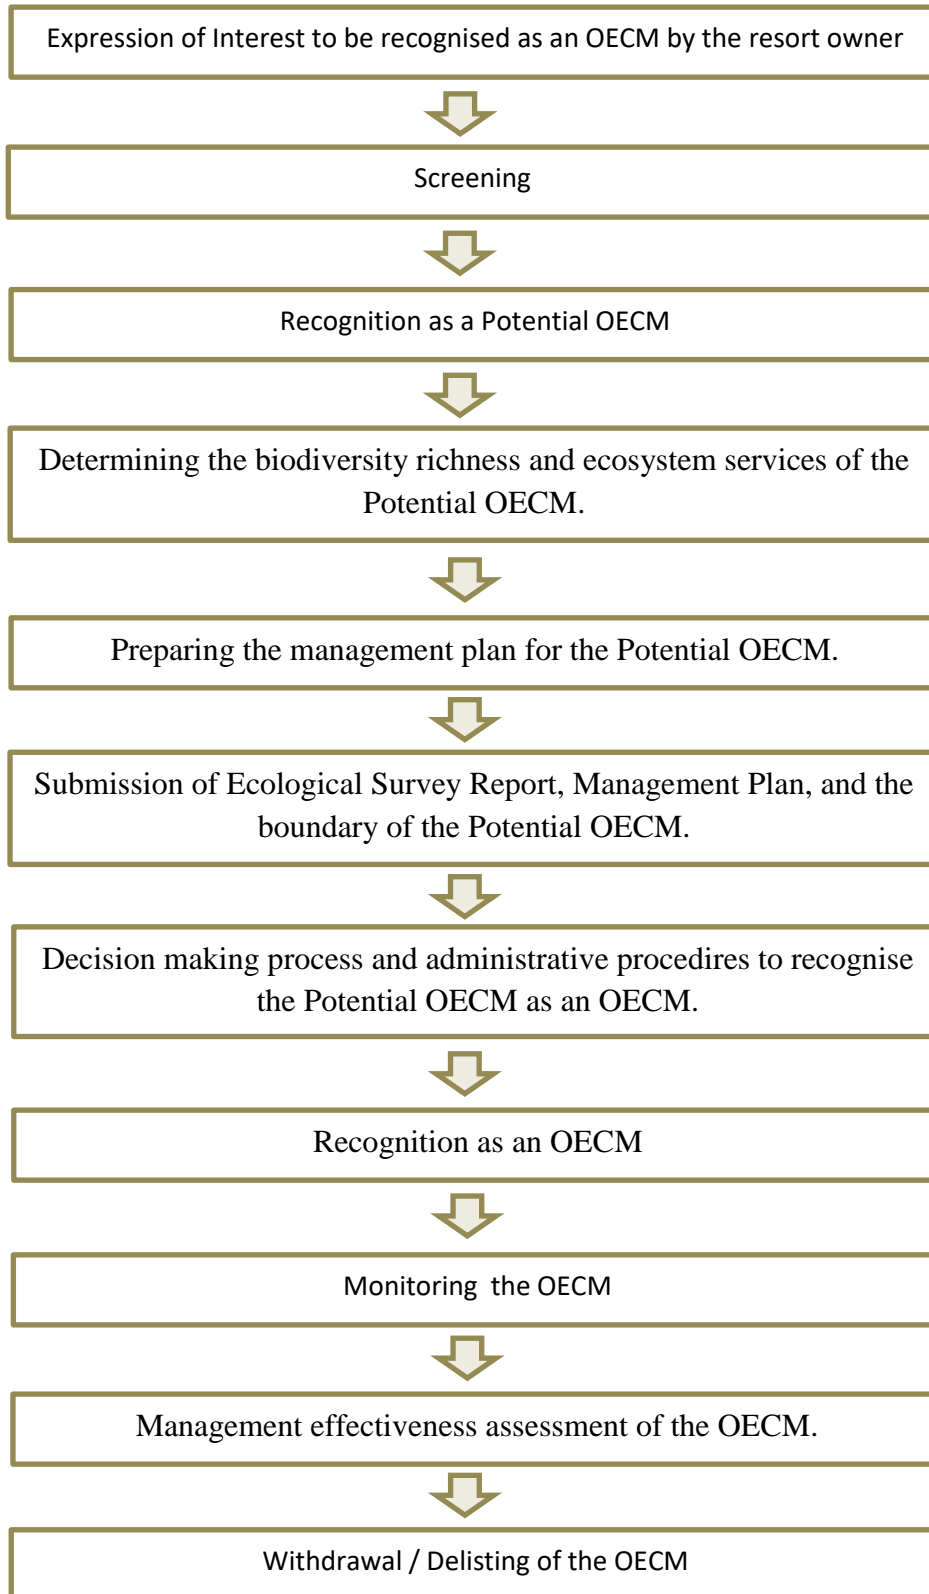 Expression of Interest to be recognised as an OECM by the resort owner
Screening
Recognition as a Potential OECM
Determining the biodiversity richness and ecosystem services of the
Potential OECM.
Preparing the management plan for the Potential OECM.
Submission of Ecological Survey Report, Management Plan, and the
boundary of the Potential OECM.
Decision making process and administrative procedires to recognise
the Potential OECM as an OECM.
Recognition as an OECM
Monitoring  the OECM
Management effectiveness assessment of the OECM.
Withdrawal / Delisting of the OECM